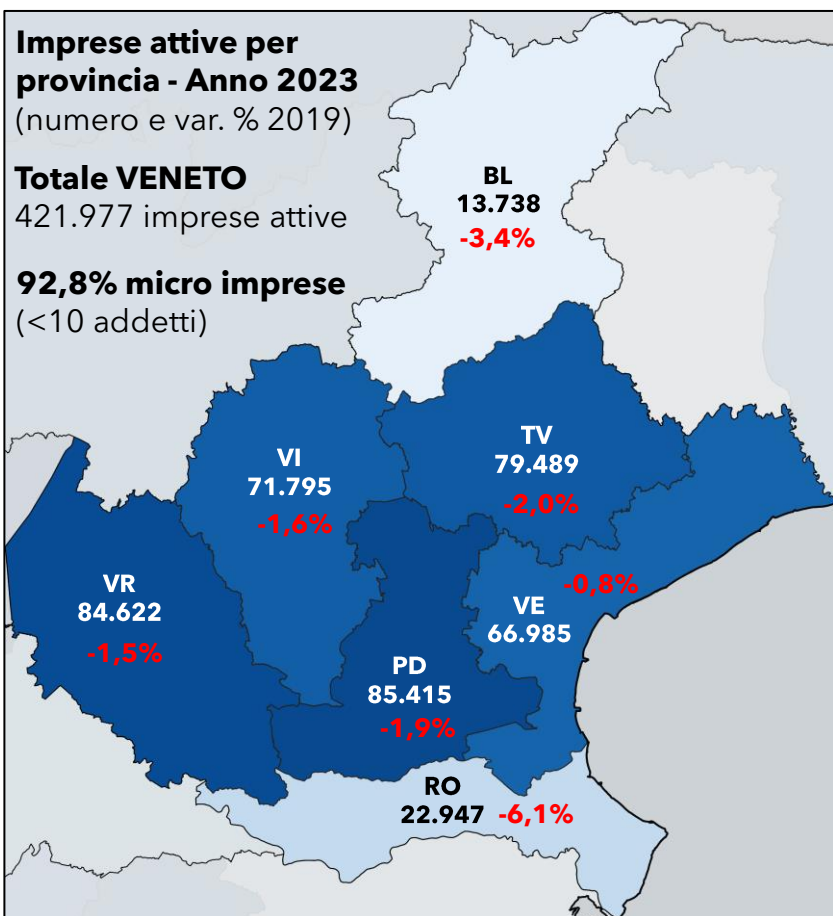 Imprese attive per
provincia - Anno 2023
(numero e var. % 2019)
Totale VENETO
421.977 imprese attive
92,8% micro imprese
(<10 addetti)
BL
13.738
-3,4%
TV
79.489
-2,0%
VI
71.795
-1,6%
VR
84.622
-1,5%
-0,8%
VE
66.985
PD
85.415
-1,9%
RO
22.947 -6,1%